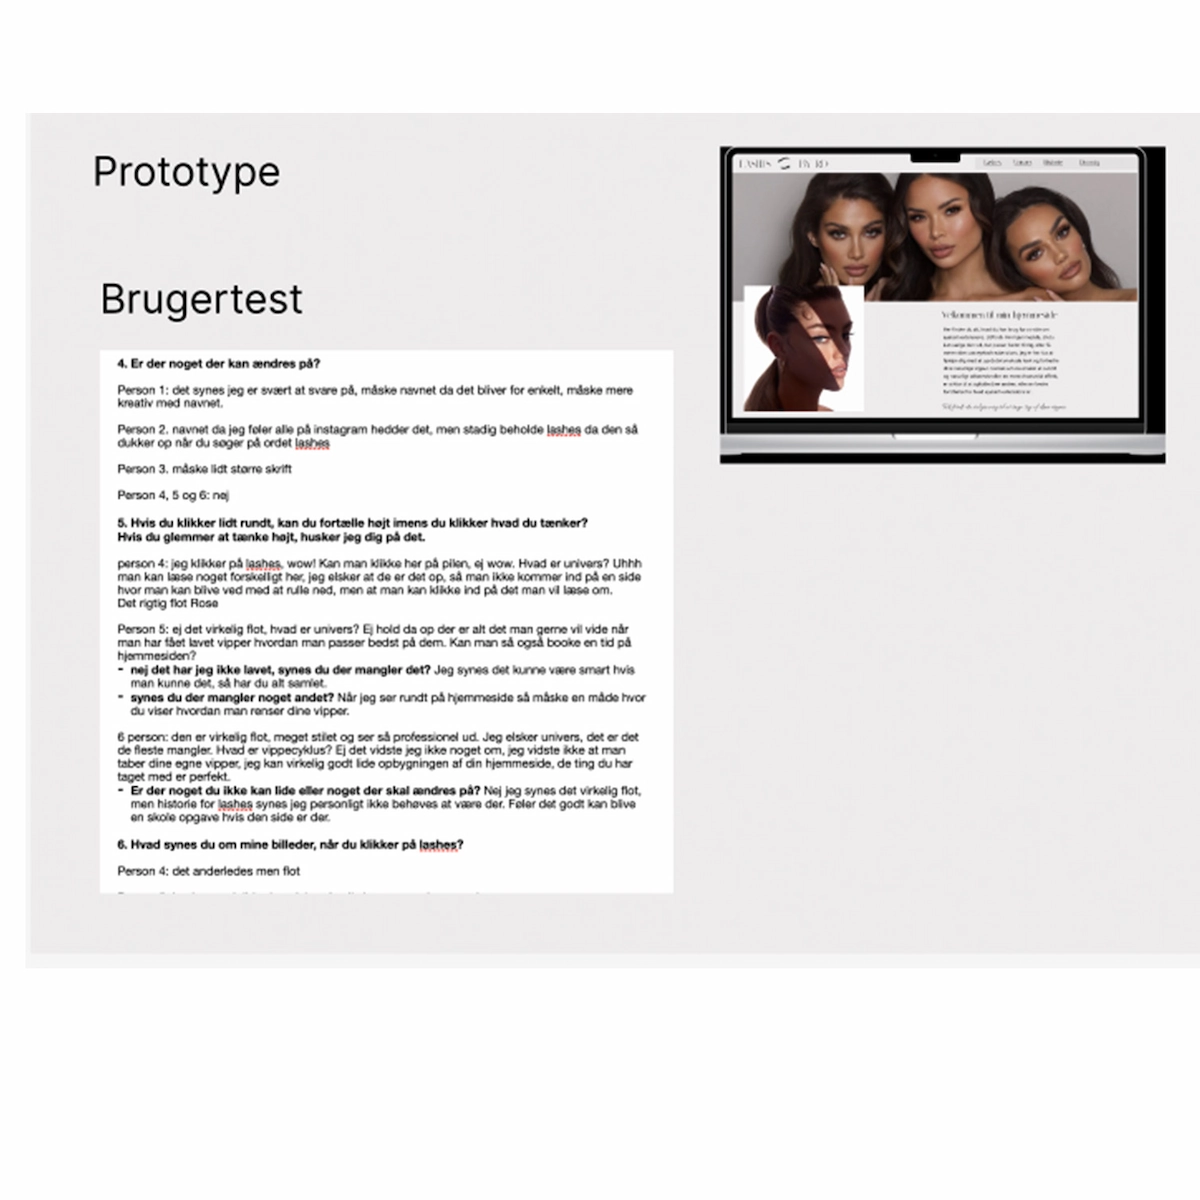 Prototype
Brugertest
4. Er der noget der kan ændres på?
Person 1: det synes jeg er svært at svare på, måske navnet da det bliver for enkelt, måske mere
kreativ med navnet.
Person 2. navnet da jeg føler alle på instagram hedder det, men stadig beholde lashes da den så
dukker op når du søger på ordet lashes
Person 3. måske lidt større skrift
Person 4, 5 og 6: nej
5. Hvis du klikker lidt rundt, kan du fortælle højt imens du klikker hvad du tænker?
Hvis du glemmer at tænke højt, husker jeg dig på det.
person 4: jeg klikker på lashes, wow! Kan man klikke her på pilen, ej wow. Hvad er univers? Uhhh
man kan læse noget forskelligt her, jeg elsker at de er det op, så man ikke kommer ind på en side
hvor man kan blive ved med at rulle ned, men at man kan klikke ind på det man vil læse om.
Det rigtig flot Rose
Person 5: ej det virkelig flot, hvad er univers? Ej hold da op der er alt det man gerne vil vide når
man har fået lavet vipper hvordan man passer bedst på dem. Kan man så også booke en tid på
hjemmesiden?
- nej det har jeg ikke lavet, synes du der mangler det? Jeg synes det kunne være smart hvis
man kunne det, så har du alt samlet.
- synes du der mangler noget andet? Når jeg ser rundt på hjemmeside så måske en måde hvor
du viser hvordan man renser dine vipper.
6 person: den er virkelig flot, meget stilet og ser så professionel ud. Jeg elsker univers, det er det
de fleste mangler. Hvad er vippecyklus? Ej det vidste jeg ikke noget om, jeg vidste ikke at man
taber dine egne vipper, jeg kan virkelig godt lide opbygningen af din hjemmeside, de ting du har
taget med er perfekt.
- Er der noget du ikke kan lide eller noget der skal ændres på? Nej jeg synes det virkelig flot,
men historie for lashes synes jeg personligt ikke behøves at være der. Føler det godt kan blive
en skole opgave hvis den side er der.
6. Hvad synes du om mine billeder, når du klikker på lashes?
Person 4: det anderledes men flot
LASHES BY RO
Velkommen til min hjemmeside